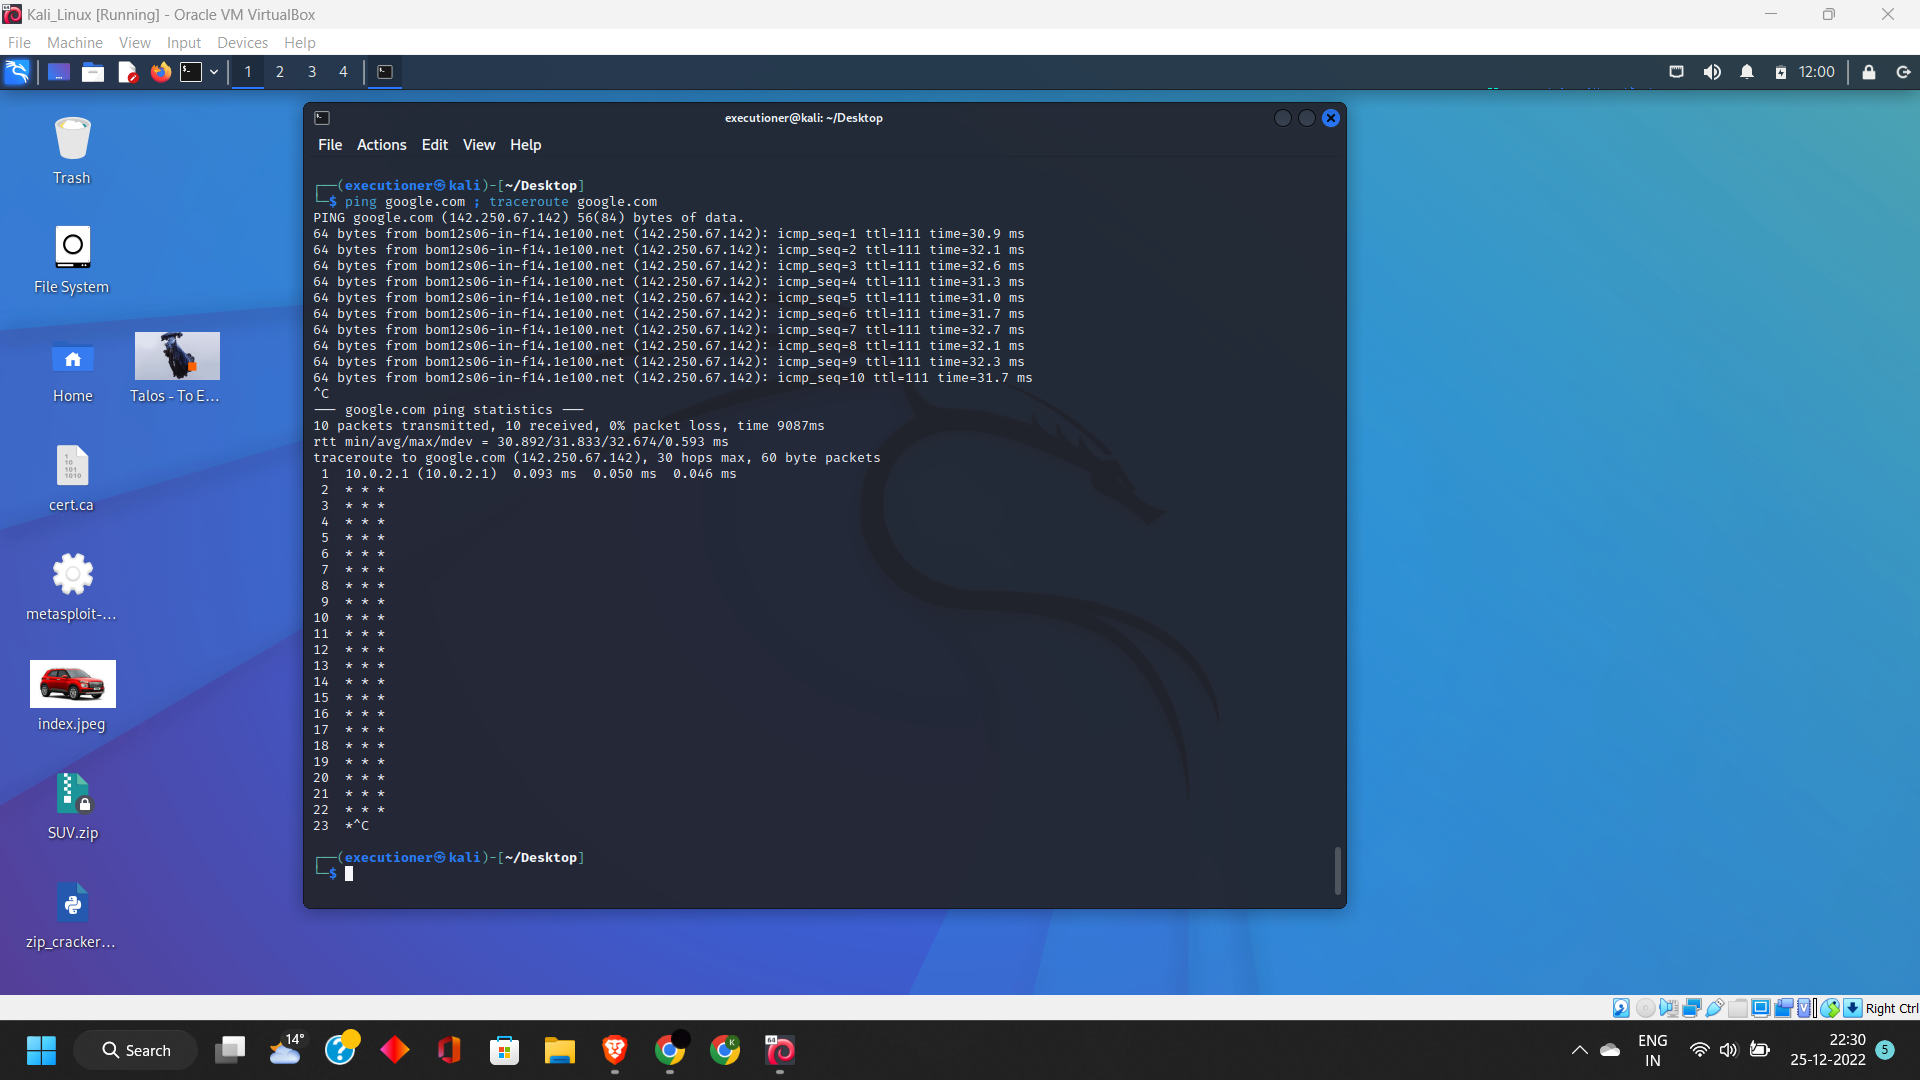 Kali_Linux [Running] - Oracle VM VirtualBox
File Machine View Input Devices Help
1 2 3 4
12:00
Trash
File System
Home
Talos - To E...
cert.ca
metasploit-...
index.jpeg
SUV.zip
zip_cracker...
executioner@kali: ~/Desktop
File Actions Edit View Help
┌──(executioner㉿kali)-[~/Desktop]
└─$ ping google.com ; traceroute google.com
PING google.com (142.250.67.142) 56(84) bytes of data.
64 bytes from bom12s06-in-f14.1e100.net (142.250.67.142): icmp_seq=1 ttl=111 time=30.9 ms
64 bytes from bom12s06-in-f14.1e100.net (142.250.67.142): icmp_seq=2 ttl=111 time=32.1 ms
64 bytes from bom12s06-in-f14.1e100.net (142.250.67.142): icmp_seq=3 ttl=111 time=32.6 ms
64 bytes from bom12s06-in-f14.1e100.net (142.250.67.142): icmp_seq=4 ttl=111 time=31.3 ms
64 bytes from bom12s06-in-f14.1e100.net (142.250.67.142): icmp_seq=5 ttl=111 time=31.0 ms
64 bytes from bom12s06-in-f14.1e100.net (142.250.67.142): icmp_seq=6 ttl=111 time=31.7 ms
64 bytes from bom12s06-in-f14.1e100.net (142.250.67.142): icmp_seq=7 ttl=111 time=32.7 ms
64 bytes from bom12s06-in-f14.1e100.net (142.250.67.142): icmp_seq=8 ttl=111 time=32.1 ms
64 bytes from bom12s06-in-f14.1e100.net (142.250.67.142): icmp_seq=9 ttl=111 time=32.3 ms
64 bytes from bom12s06-in-f14.1e100.net (142.250.67.142): icmp_seq=10 ttl=111 time=31.7 ms
^C
--- google.com ping statistics ---
10 packets transmitted, 10 received, 0% packet loss, time 9087ms
rtt min/avg/max/mdev = 30.892/31.833/32.674/0.593 ms
traceroute to google.com (142.250.67.142), 30 hops max, 60 byte packets
1 10.0.2.1 (10.0.2.1) 0.093 ms 0.050 ms 0.046 ms
2 * * *
3 * * *
4 * * *
5 * * *
6 * * *
7 * * *
8 * * *
9 * * *
10 * * *
11 * * *
12 * * *
13 * * *
14 * * *
15 * * *
16 * * *
17 * * *
18 * * *
19 * * *
20 * * *
21 * * *
22 * * *
23 *^C
┌──(executioner㉿kali)-[~/Desktop]
└─$
Right Ctrl
Search
14°
ENG
IN
22:30
25-12-2022
5